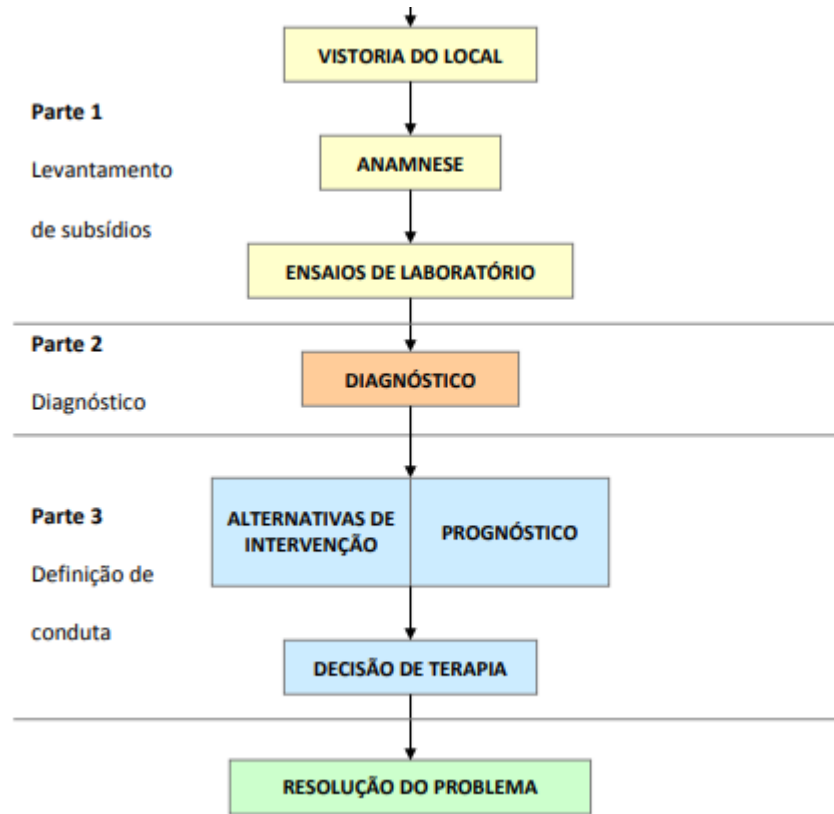 VISTORIA DO LOCAL
Parte 1
Levantamento
de subsídios
ANAMNESE
ENSAIOS DE LABORATÓRIO
Parte 2
Diagnóstico
DIAGNÓSTICO
Parte 3
Definição de
conduta
ALTERNATIVAS DE
INTERVENÇÃO
PROGNÓSTICO
DECISÃO DE TERAPIA
RESOLUÇÃO DO PROBLEMA